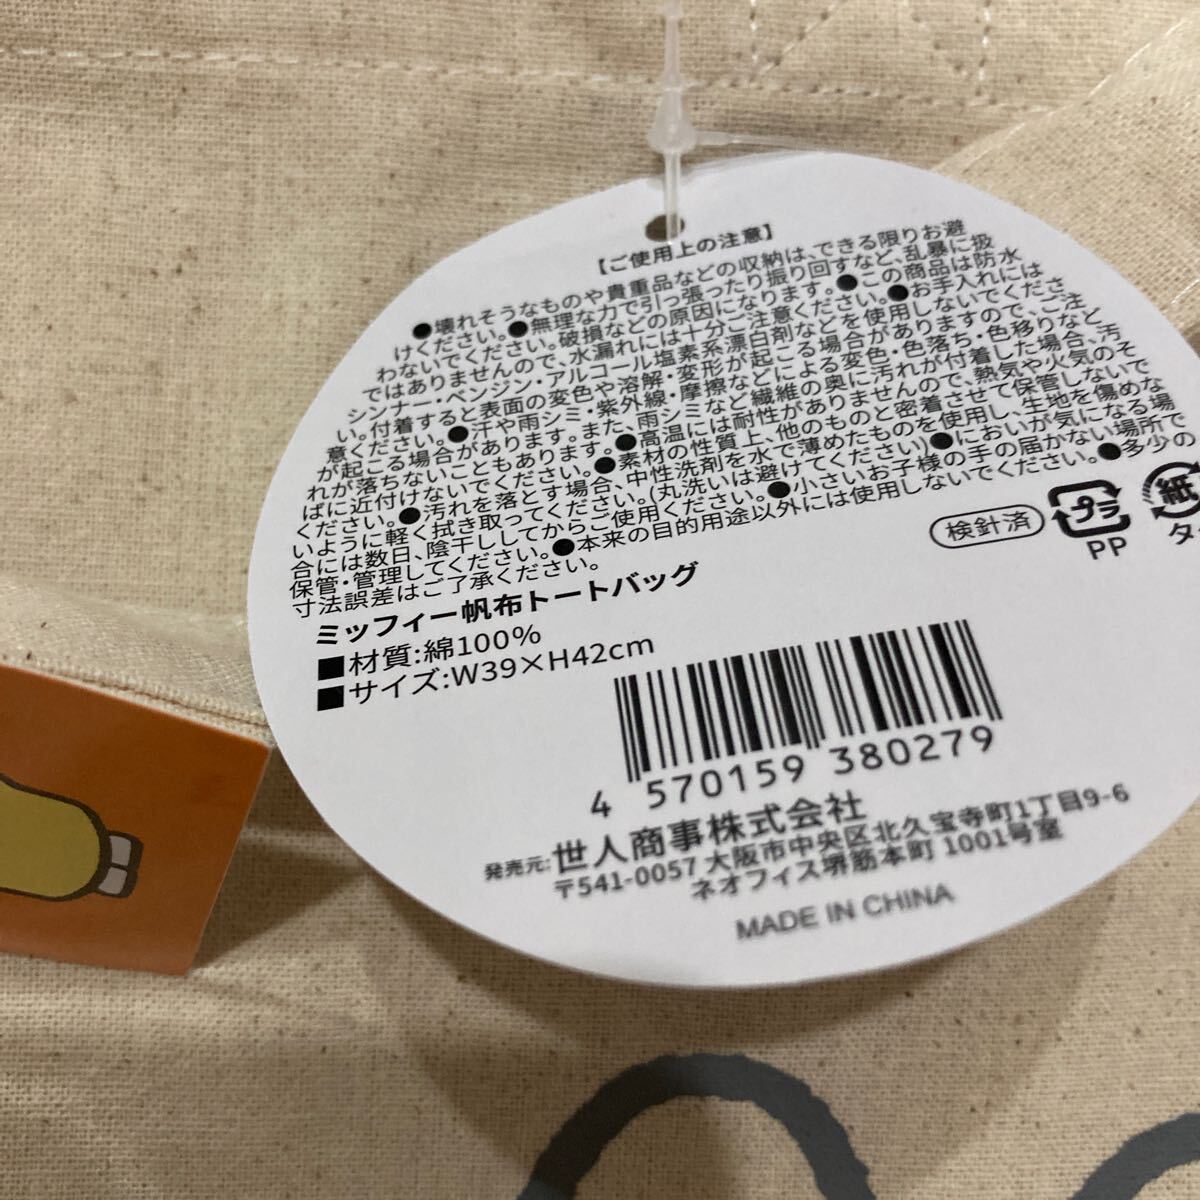 【ご使用上の注意】
●壊れそうなものや貴重品などの収納は、できる限りお避
けください。●無理な力で引っ張ったり振り回すなど、乱暴に扱
わないでください。破損などの原因になります。●この商品は防水
ではありませんので、水漏れには十分ご注意ください。●お手入れには
シンナー・ベンジン・アルコール塩素系漂白剤などを使用しないでくださ
い。付着すると表面の変色や溶解・変形が起こる場合がありますので、ご注
意ください。●汗や雨シミ・紫外線・摩擦などによる変色・色落ち・色移りなど
が起こる場合があります。また、雨シミなど繊維の奥に汚れが付着した場合、汚
れが落ちないこともあります。●高温には耐性がありませんので、熱気や火気のそ
ばに近付けないでください。●素材の性質上、他のものと密着させて保管しないで
ください。●汚れを落とす場合、中性洗剤を水で薄めたものを使用し、生地を傷めな
いように軽く拭き取ってください。(丸洗いは避けてください)●においが気になる場
合には数日、陰干ししてからご使用ください。●小さいお子様の手の届かない場所で
保管・管理してください。●本来の目的用途以外には使用しないでください。●多少の
寸法誤差はご了承ください。
ミッフィー帆布トートバッグ
■材質:綿100%
■サイズ:W39×H42cm
検針済
プラ
PP
紙
タ
4 570159 380279
発売元: 世人商事株式会社
〒541-0057 大阪市中央区北久宝寺町1丁目9-6
ネオフィス堺筋本町 1001号室
MADE IN CHINA